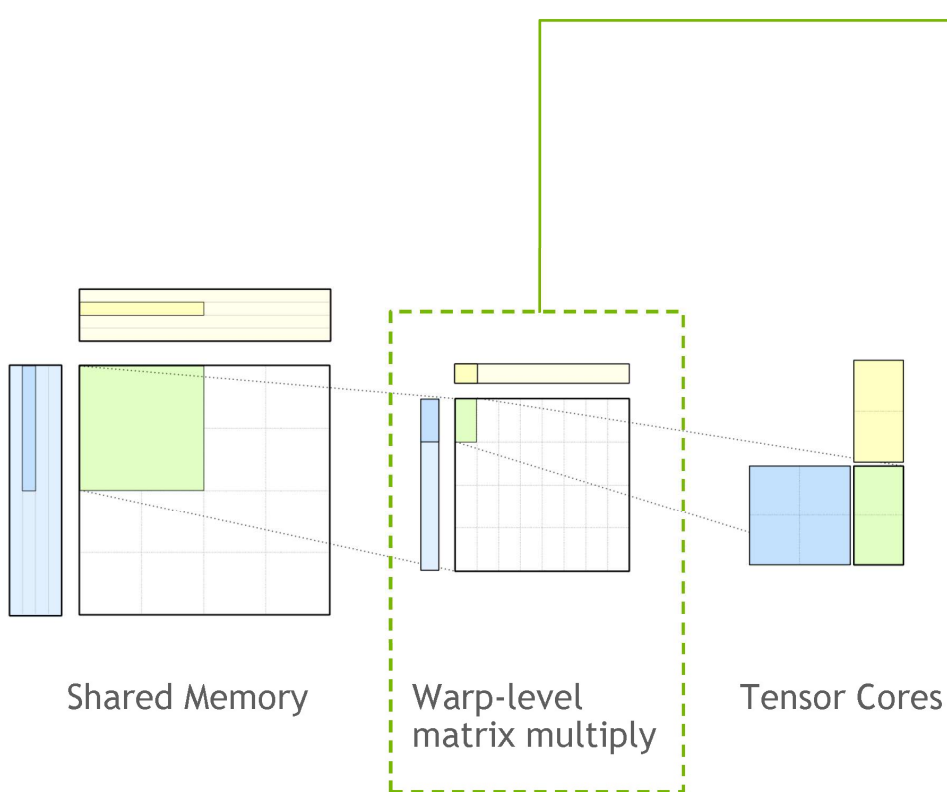 Shared Memory
Warp-level
matrix multiply
Tensor Cores